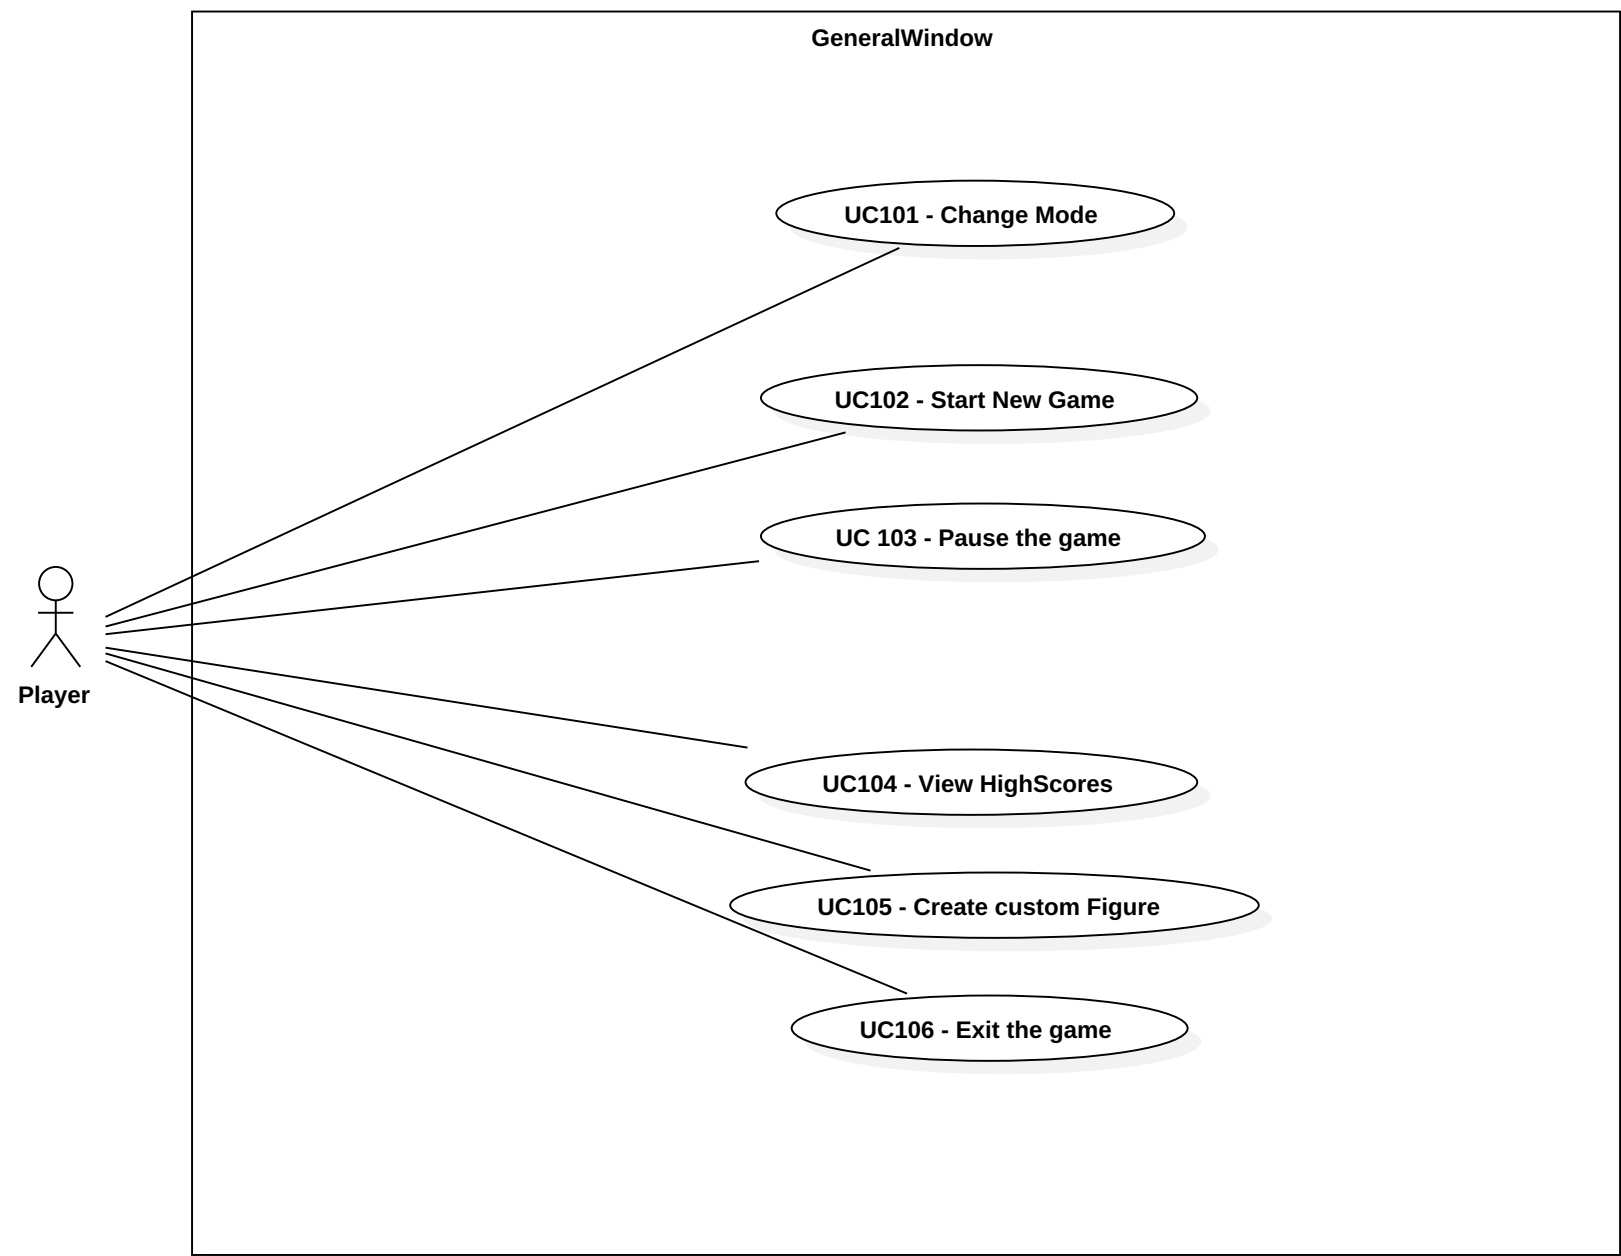 GeneralWindow
UC101 - Change Mode
UC102 - Start New Game
UC 103 - Pause the game
Player
UC104 - View HighScores
UC105 - Create custom Figure
UC106 - Exit the game